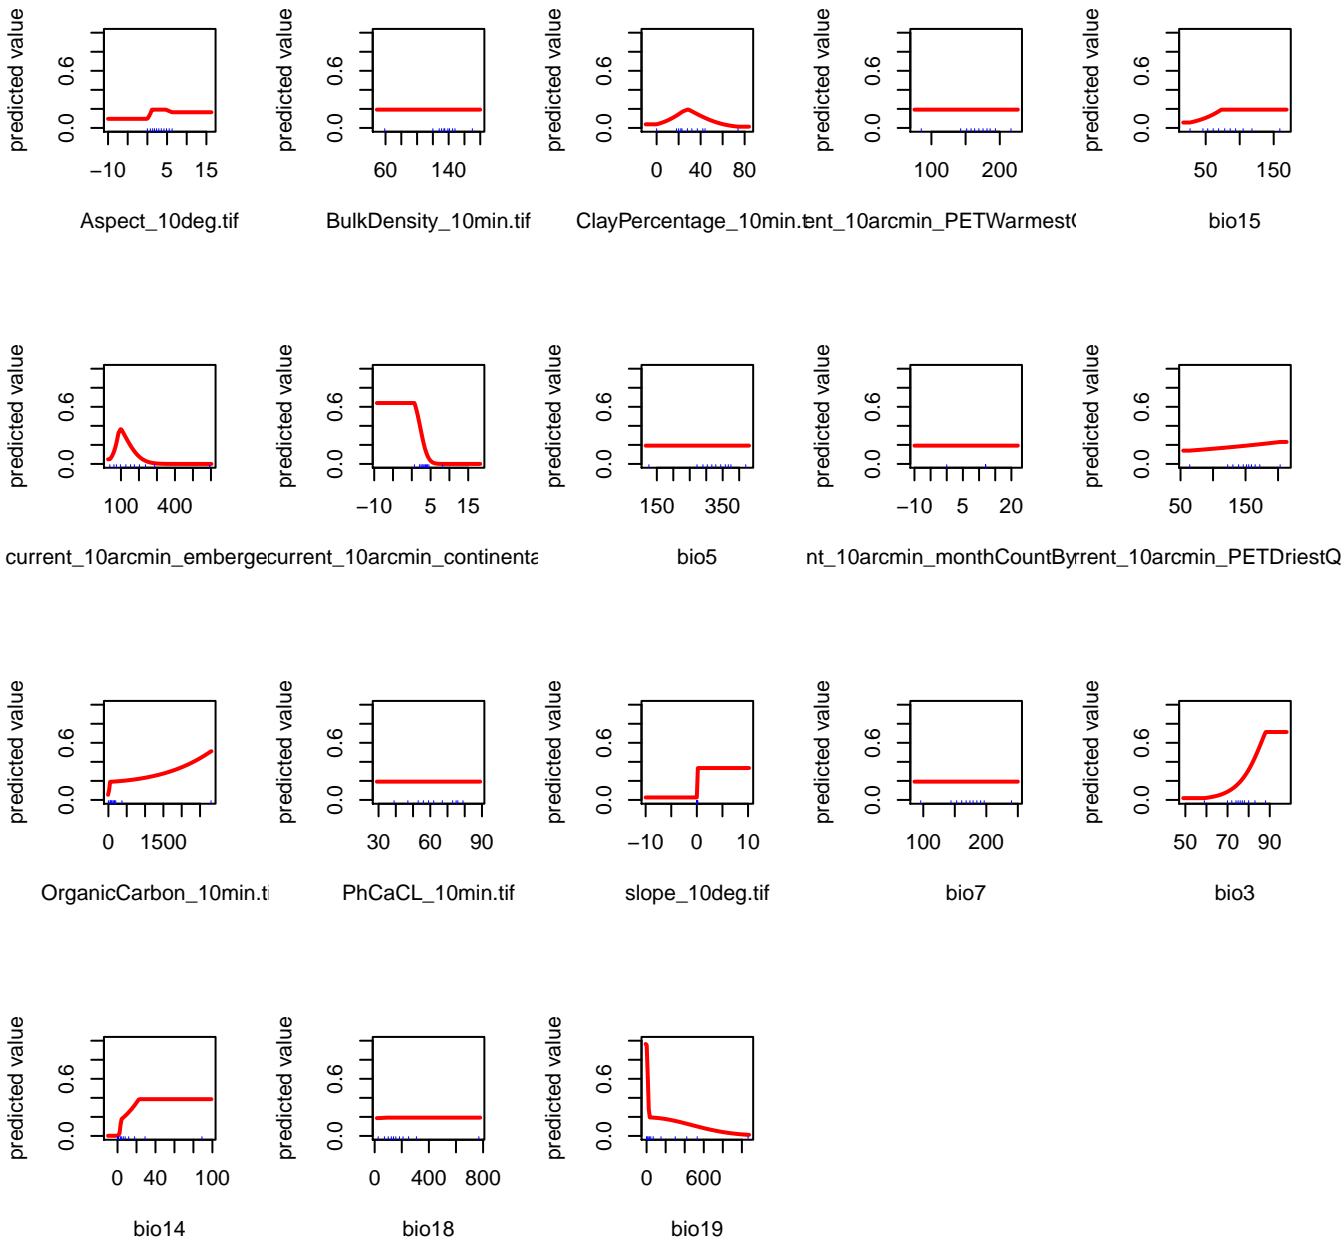 predicted value predicted value predicted value predicted value predicted value
0.6 0.6 0.6 0.6 0.6
0.0 0.0 0.0 0.0 0.0
−10 5 15 60 140 0 40 80 100 200 50 150
Aspect_10deg.tif BulkDensity_10min.tif ClayPercentage_10min.t ent_10arcmin_PETWarmestQ bio15
predicted value predicted value predicted value predicted value predicted value
0.6 0.6 0.6 0.6 0.6
0.0 0.0 0.0 0.0 0.0
100 400 −10 5 15 150 350 −10 5 20 50 150
current_10arcmin_emberge current_10arcmin_continenta bio5 nt_10arcmin_monthCountBy rrent_10arcmin_PETDriestQ
predicted value predicted value predicted value predicted value predicted value
0.6 0.6 0.6 0.6 0.6
0.0 0.0 0.0 0.0 0.0
0 1500 30 60 90 −10 0 10 100 200 50 70 90
OrganicCarbon_10min.ti PhCaCL_10min.tif slope_10deg.tif bio7 bio3
predicted value predicted value predicted value
0.6 0.6 0.6
0.0 0.0 0.0
0 40 100 0 400 800 0 600
bio14 bio18 bio19